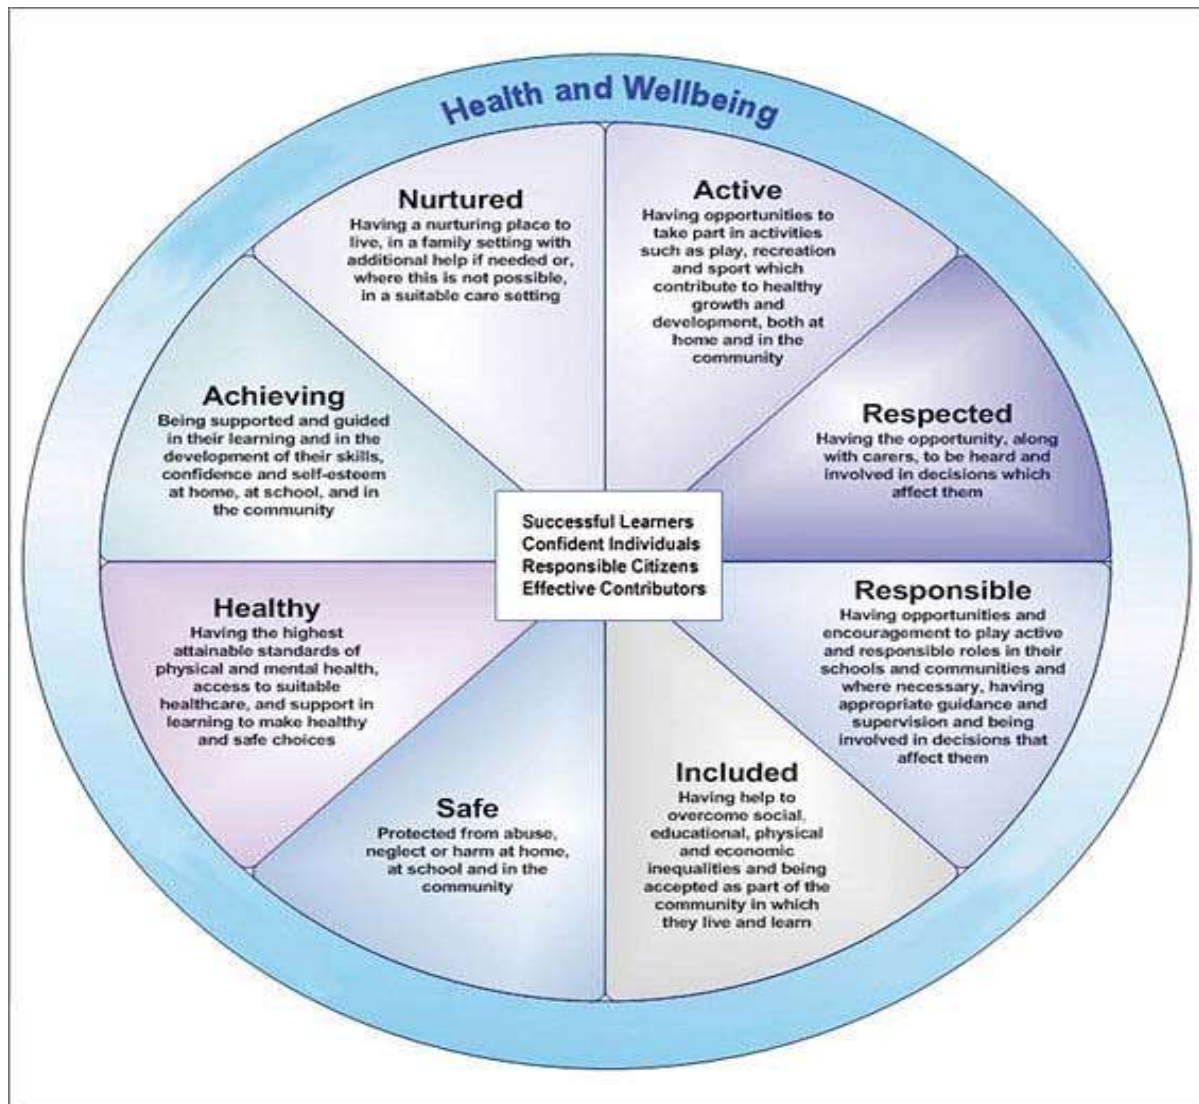 Health and Wellbeing
Nurtured
Having a nurturing place to
live, in a family setting with
additional help if needed or,
where this is not possible,
in a suitable care setting
Active
Having opportunities to
take part in activities
such as play, recreation
and sport which
contribute to healthy
growth and
development, both at
home and in the
community
Respected
Having the opportunity, along
with carers, to be heard and
involved in decisions which
affect them
Responsible
Having opportunities and
encouragement to play active
and responsible roles in their
schools and communities and
where necessary, having
appropriate guidance and
supervision and being
involved in decisions that
affect them
Included
Having help to
overcome social,
educational, physical
and economic
inequalities and being
accepted as part of the
community in which
they live and learn
Safe
Protected from abuse,
neglect or harm at home,
at school and in the
community
Healthy
Having the highest
attainable standards of
physical and mental health,
access to suitable
healthcare, and support in
learning to make healthy
and safe choices
Achieving
Being supported and guided
in their learning and in the
development of their skills,
confidence and self-esteem
at home, at school, and in
the community
Successful Learners
Confident Individuals
Responsible Citizens
Effective Contributors